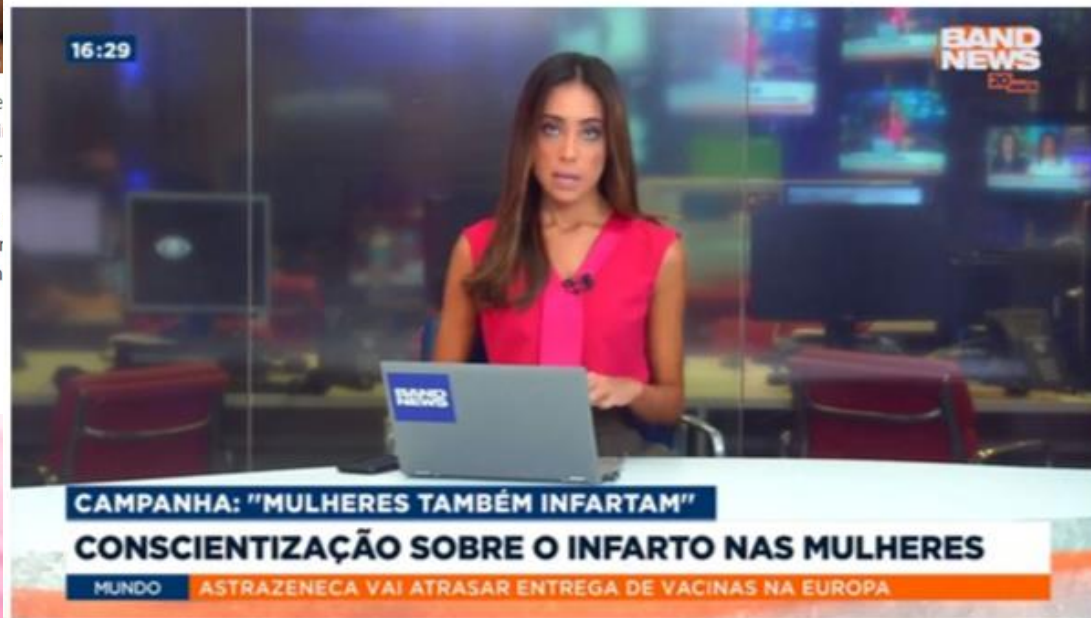 16:29
BAND
NEWS
20
BAND
NEWS
CAMPANHA: "MULHERES TAMBÉM INFARTAM"
CONSCIENTIZAÇÃO SOBRE O INFARTO NAS MULHERES
MUNDO ASTRAZENECA VAI ATRASAR ENTREGA DE VACINAS NA EUROPA